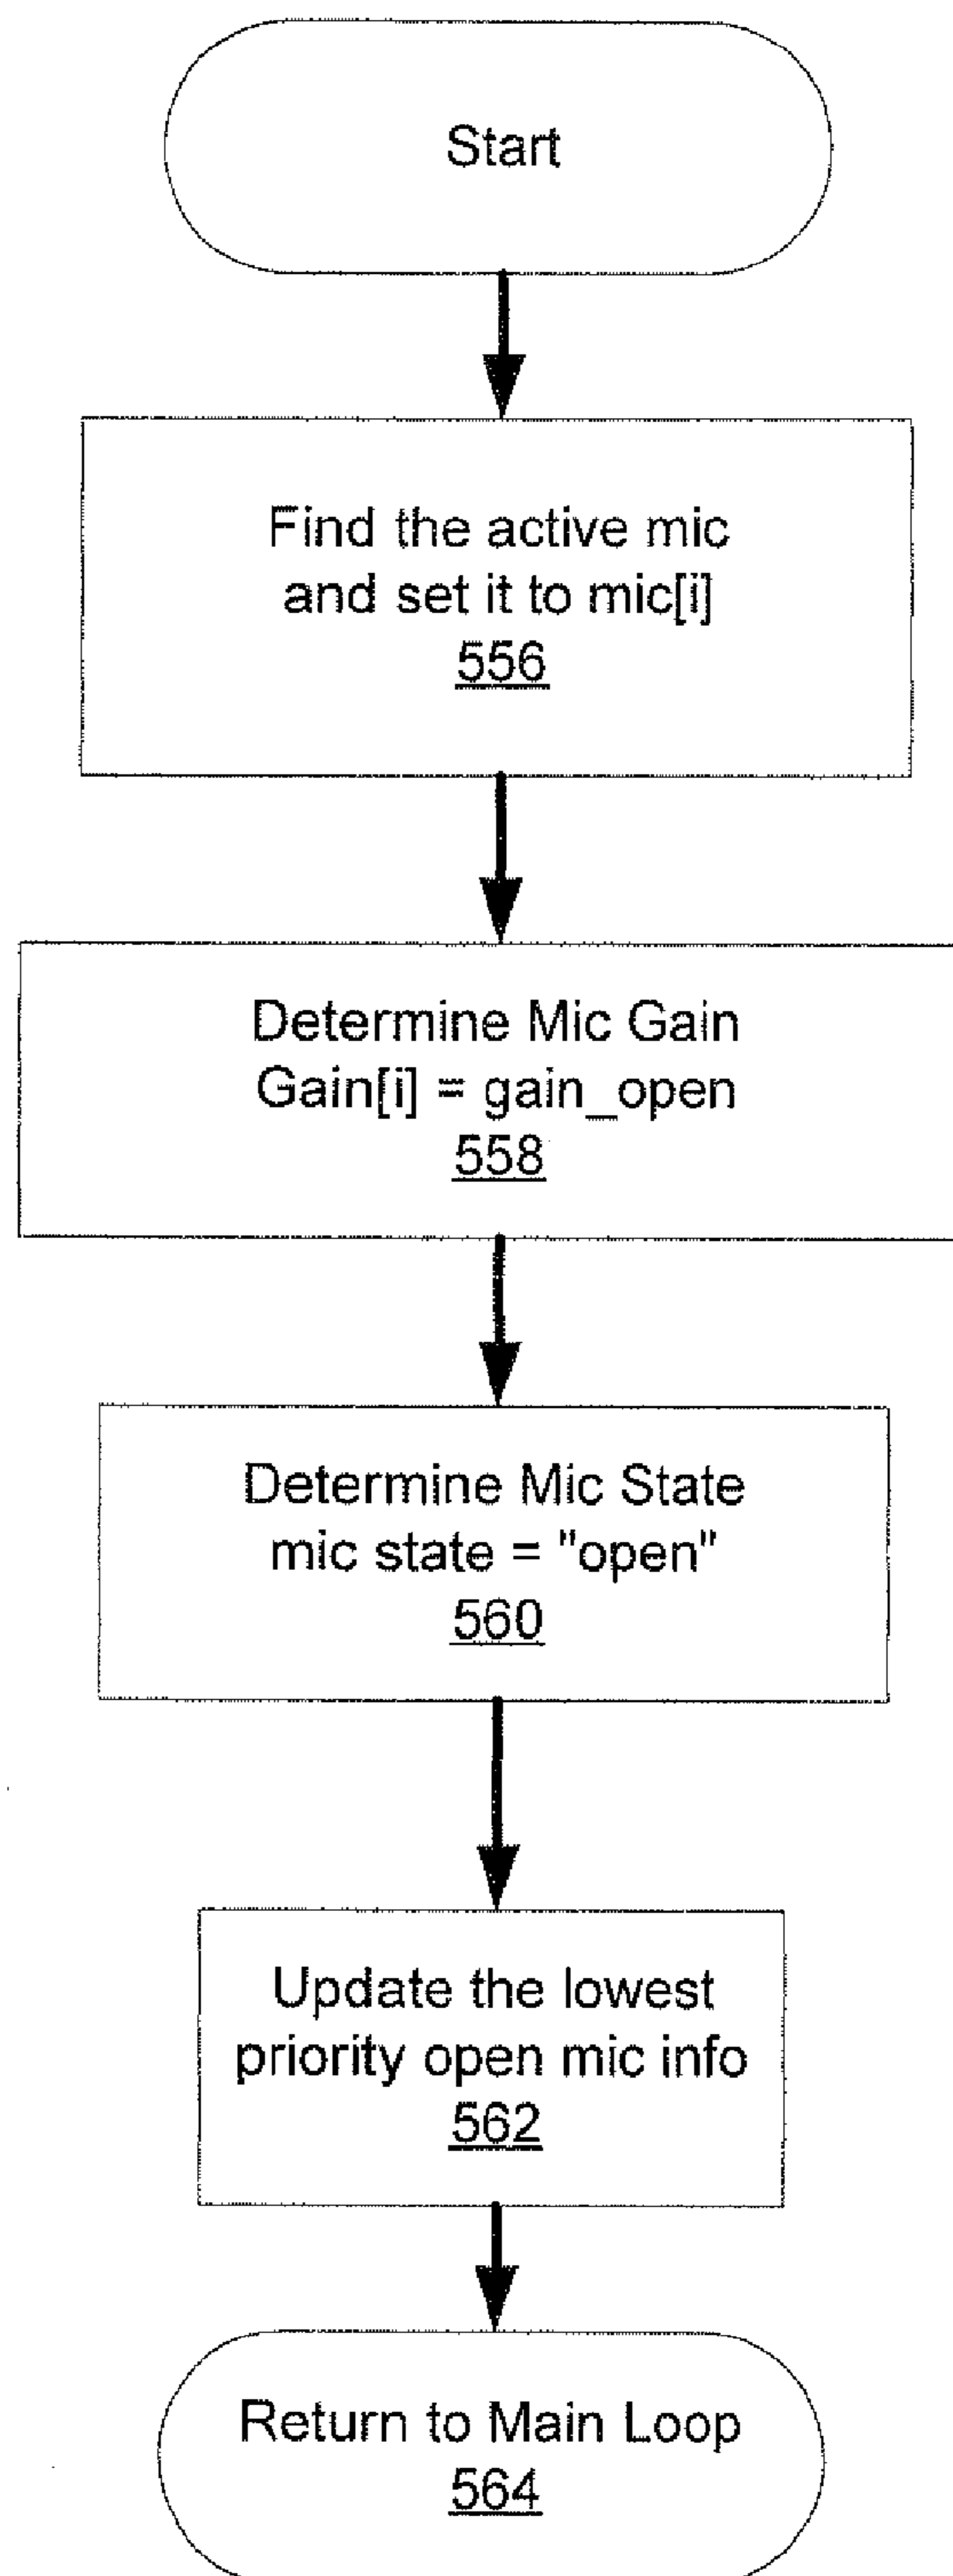 Start
Find the active mic
and set it to mic[i]
556
Determine Mic Gain
Gain[i] = gain_open
558
Determine Mic State
mic state = "open"
560
Update the lowest
priority open mic info
562
Return to Main Loop
564